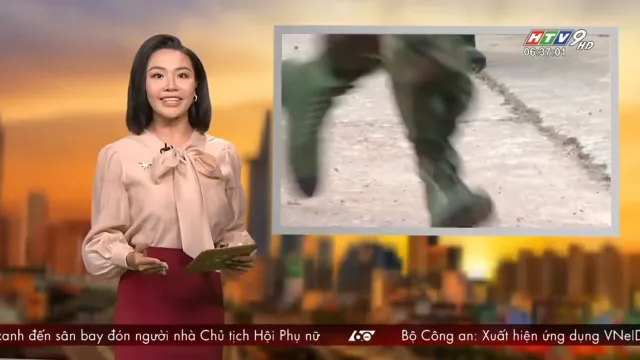 HTV9 HD
06:37:01
xanh đến sân bay đón người nhà Chủ tịch Hội Phụ nữ
Bộ Công an: Xuất hiện ứng dụng VNeID